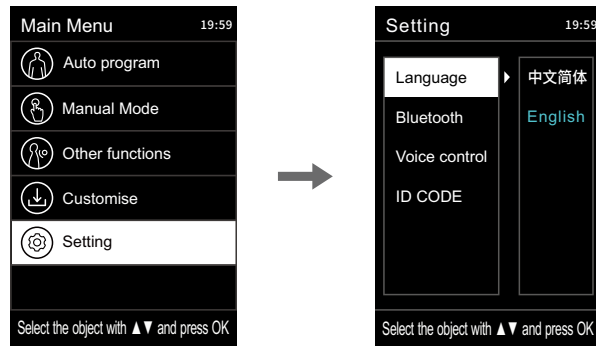 Main Menu 19:59
Auto program
Manual Mode
Other functions
Customise
Setting
Select the object with ▲▼ and press OK
Setting 19:59
Language
Bluetooth
Voice control
ID CODE
中文简体
English
Select the object with ▲▼ and press OK